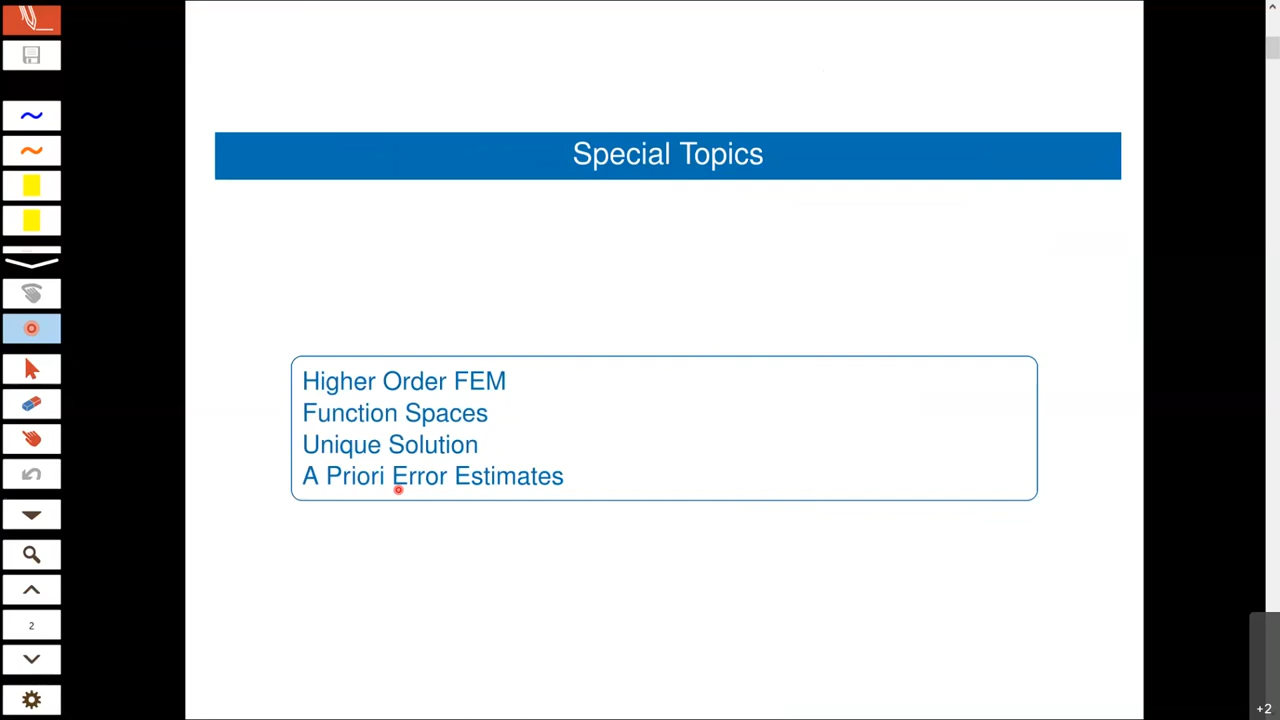 Special Topics
Higher Order FEM
Function Spaces
Unique Solution
A Priori Error Estimates
2
+2